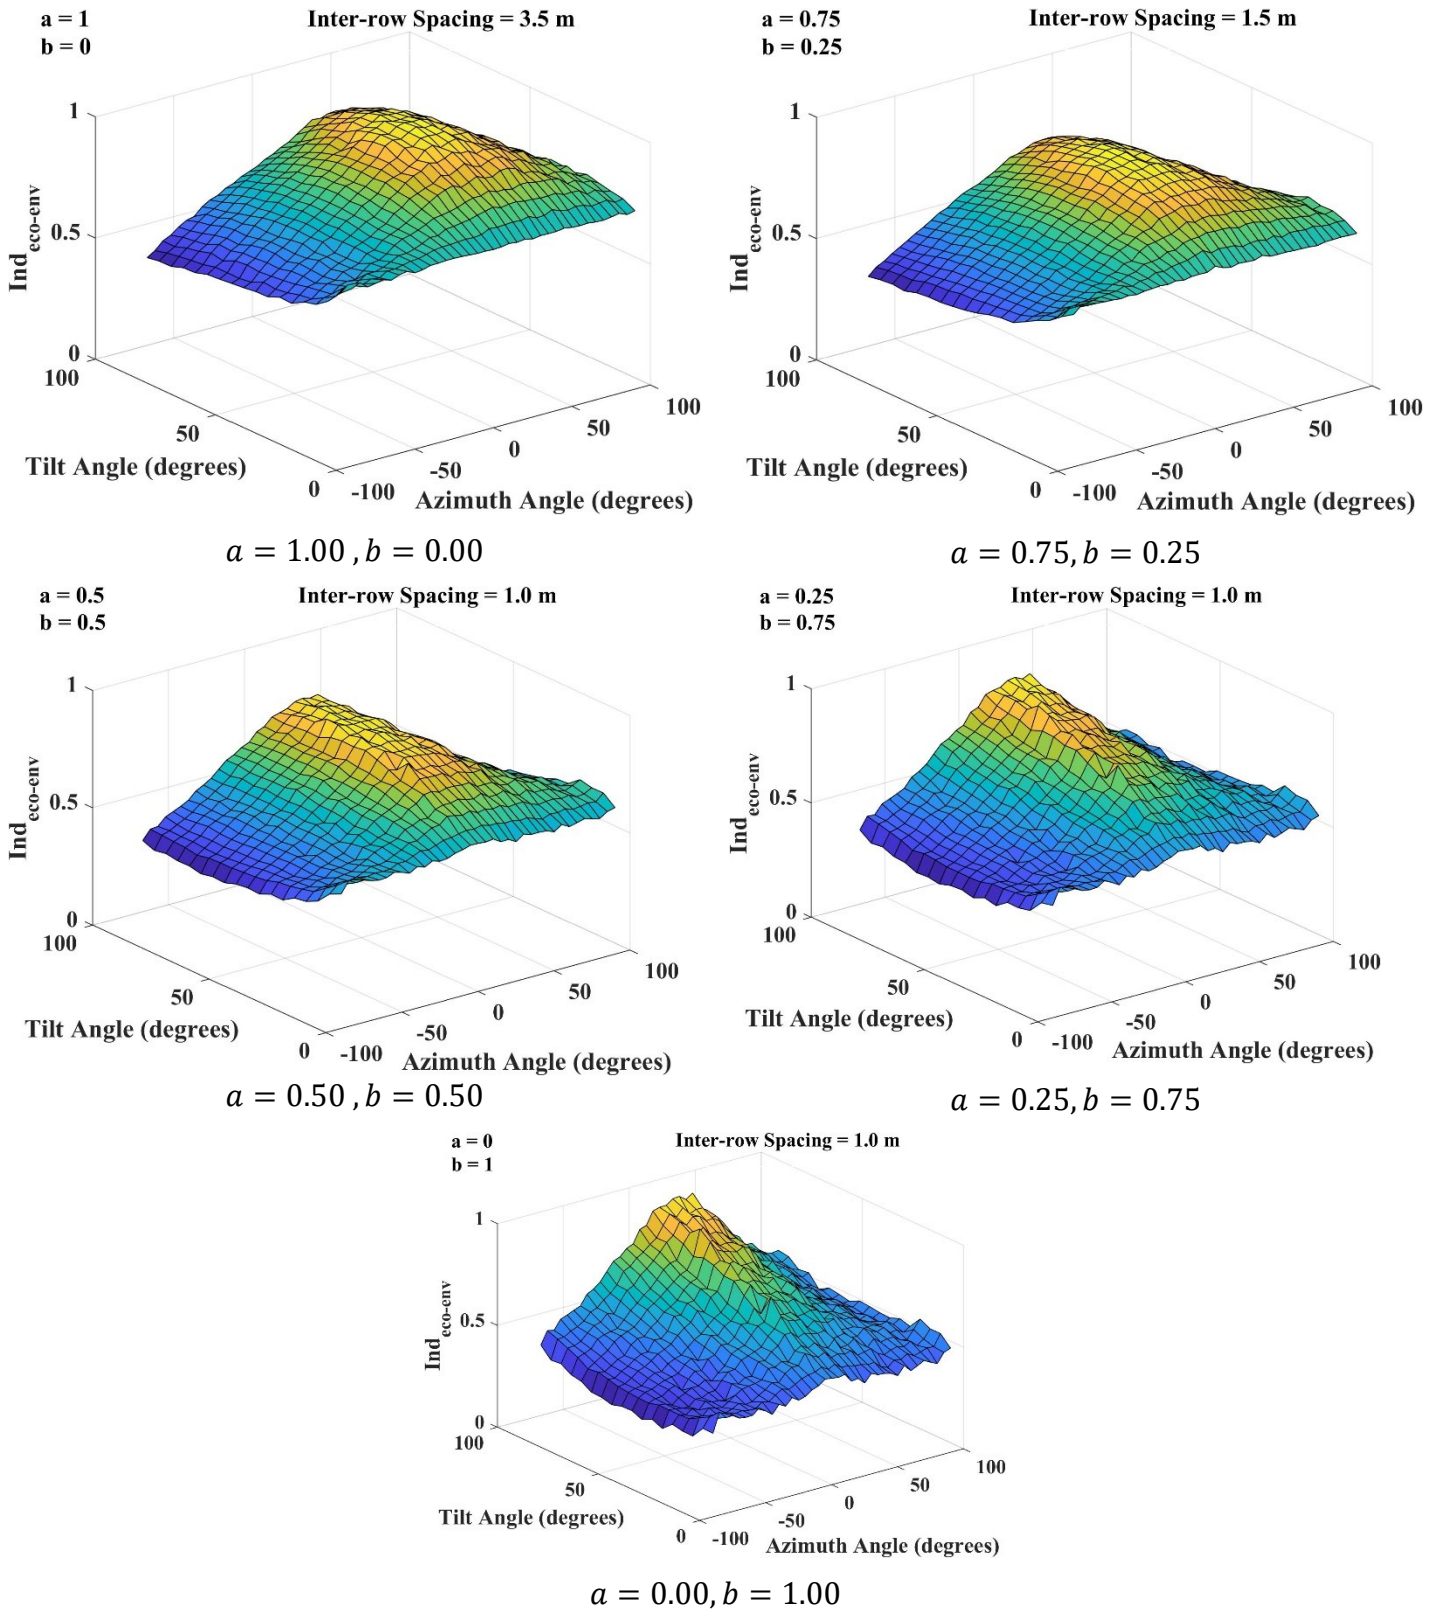 a = 1
b = 0
Inter-row Spacing = 3.5 m
1
0.5
0
Ind eco-env
100
50
0
Tilt Angle (degrees)
-100
-50
0
50
100
Azimuth Angle (degrees)
a = 1.00 , b = 0.00
a = 0.75
b = 0.25
Inter-row Spacing = 1.5 m
1
0.5
0
Ind eco-env
100
50
0
Tilt Angle (degrees)
-100
-50
0
50
100
Azimuth Angle (degrees)
a = 0.75, b = 0.25
a = 0.5
b = 0.5
Inter-row Spacing = 1.0 m
1
0.5
0
Ind eco-env
100
50
0
Tilt Angle (degrees)
-100
-50
0
50
100
Azimuth Angle (degrees)
a = 0.50 , b = 0.50
a = 0.25
b = 0.75
Inter-row Spacing = 1.0 m
1
0.5
0
Ind eco-env
100
50
0
Tilt Angle (degrees)
-100
-50
0
50
100
Azimuth Angle (degrees)
a = 0.25, b = 0.75
a = 0
b = 1
Inter-row Spacing = 1.0 m
1
0.5
0
Ind eco-env
100
50
0
Tilt Angle (degrees)
-100
-50
0
50
100
Azimuth Angle (degrees)
a = 0.00, b = 1.00